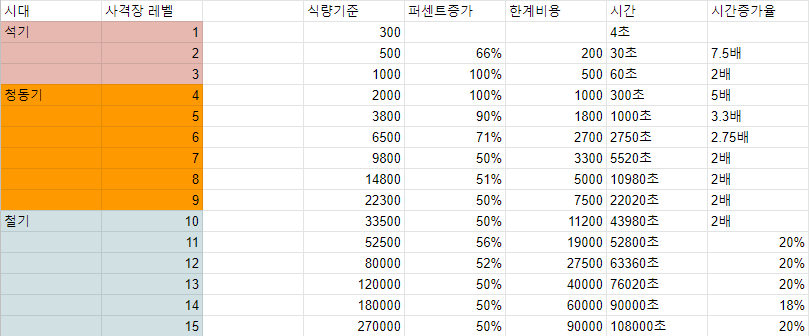 시대 사격장 레벨 식량기준 퍼센트증가 한계비용 시간 시간증가율
석기 1 300 4초
2 500 66% 200 30초 7.5배
3 1000 100% 500 60초 2배
청동기 4 2000 100% 1000 300초 5배
5 3800 90% 1800 1000초 3.3배
6 6500 71% 2700 2750초 2.75배
7 9800 50% 3300 5520초 2배
8 14800 51% 5000 10980초 2배
9 22300 50% 7500 22020초 2배
철기 10 33500 50% 11200 43980초 2배
11 52500 56% 19000 52800초 20%
12 80000 52% 27500 63360초 20%
13 120000 50% 40000 76020초 20%
14 180000 50% 60000 90000초 18%
15 270000 50% 90000 108000초 20%